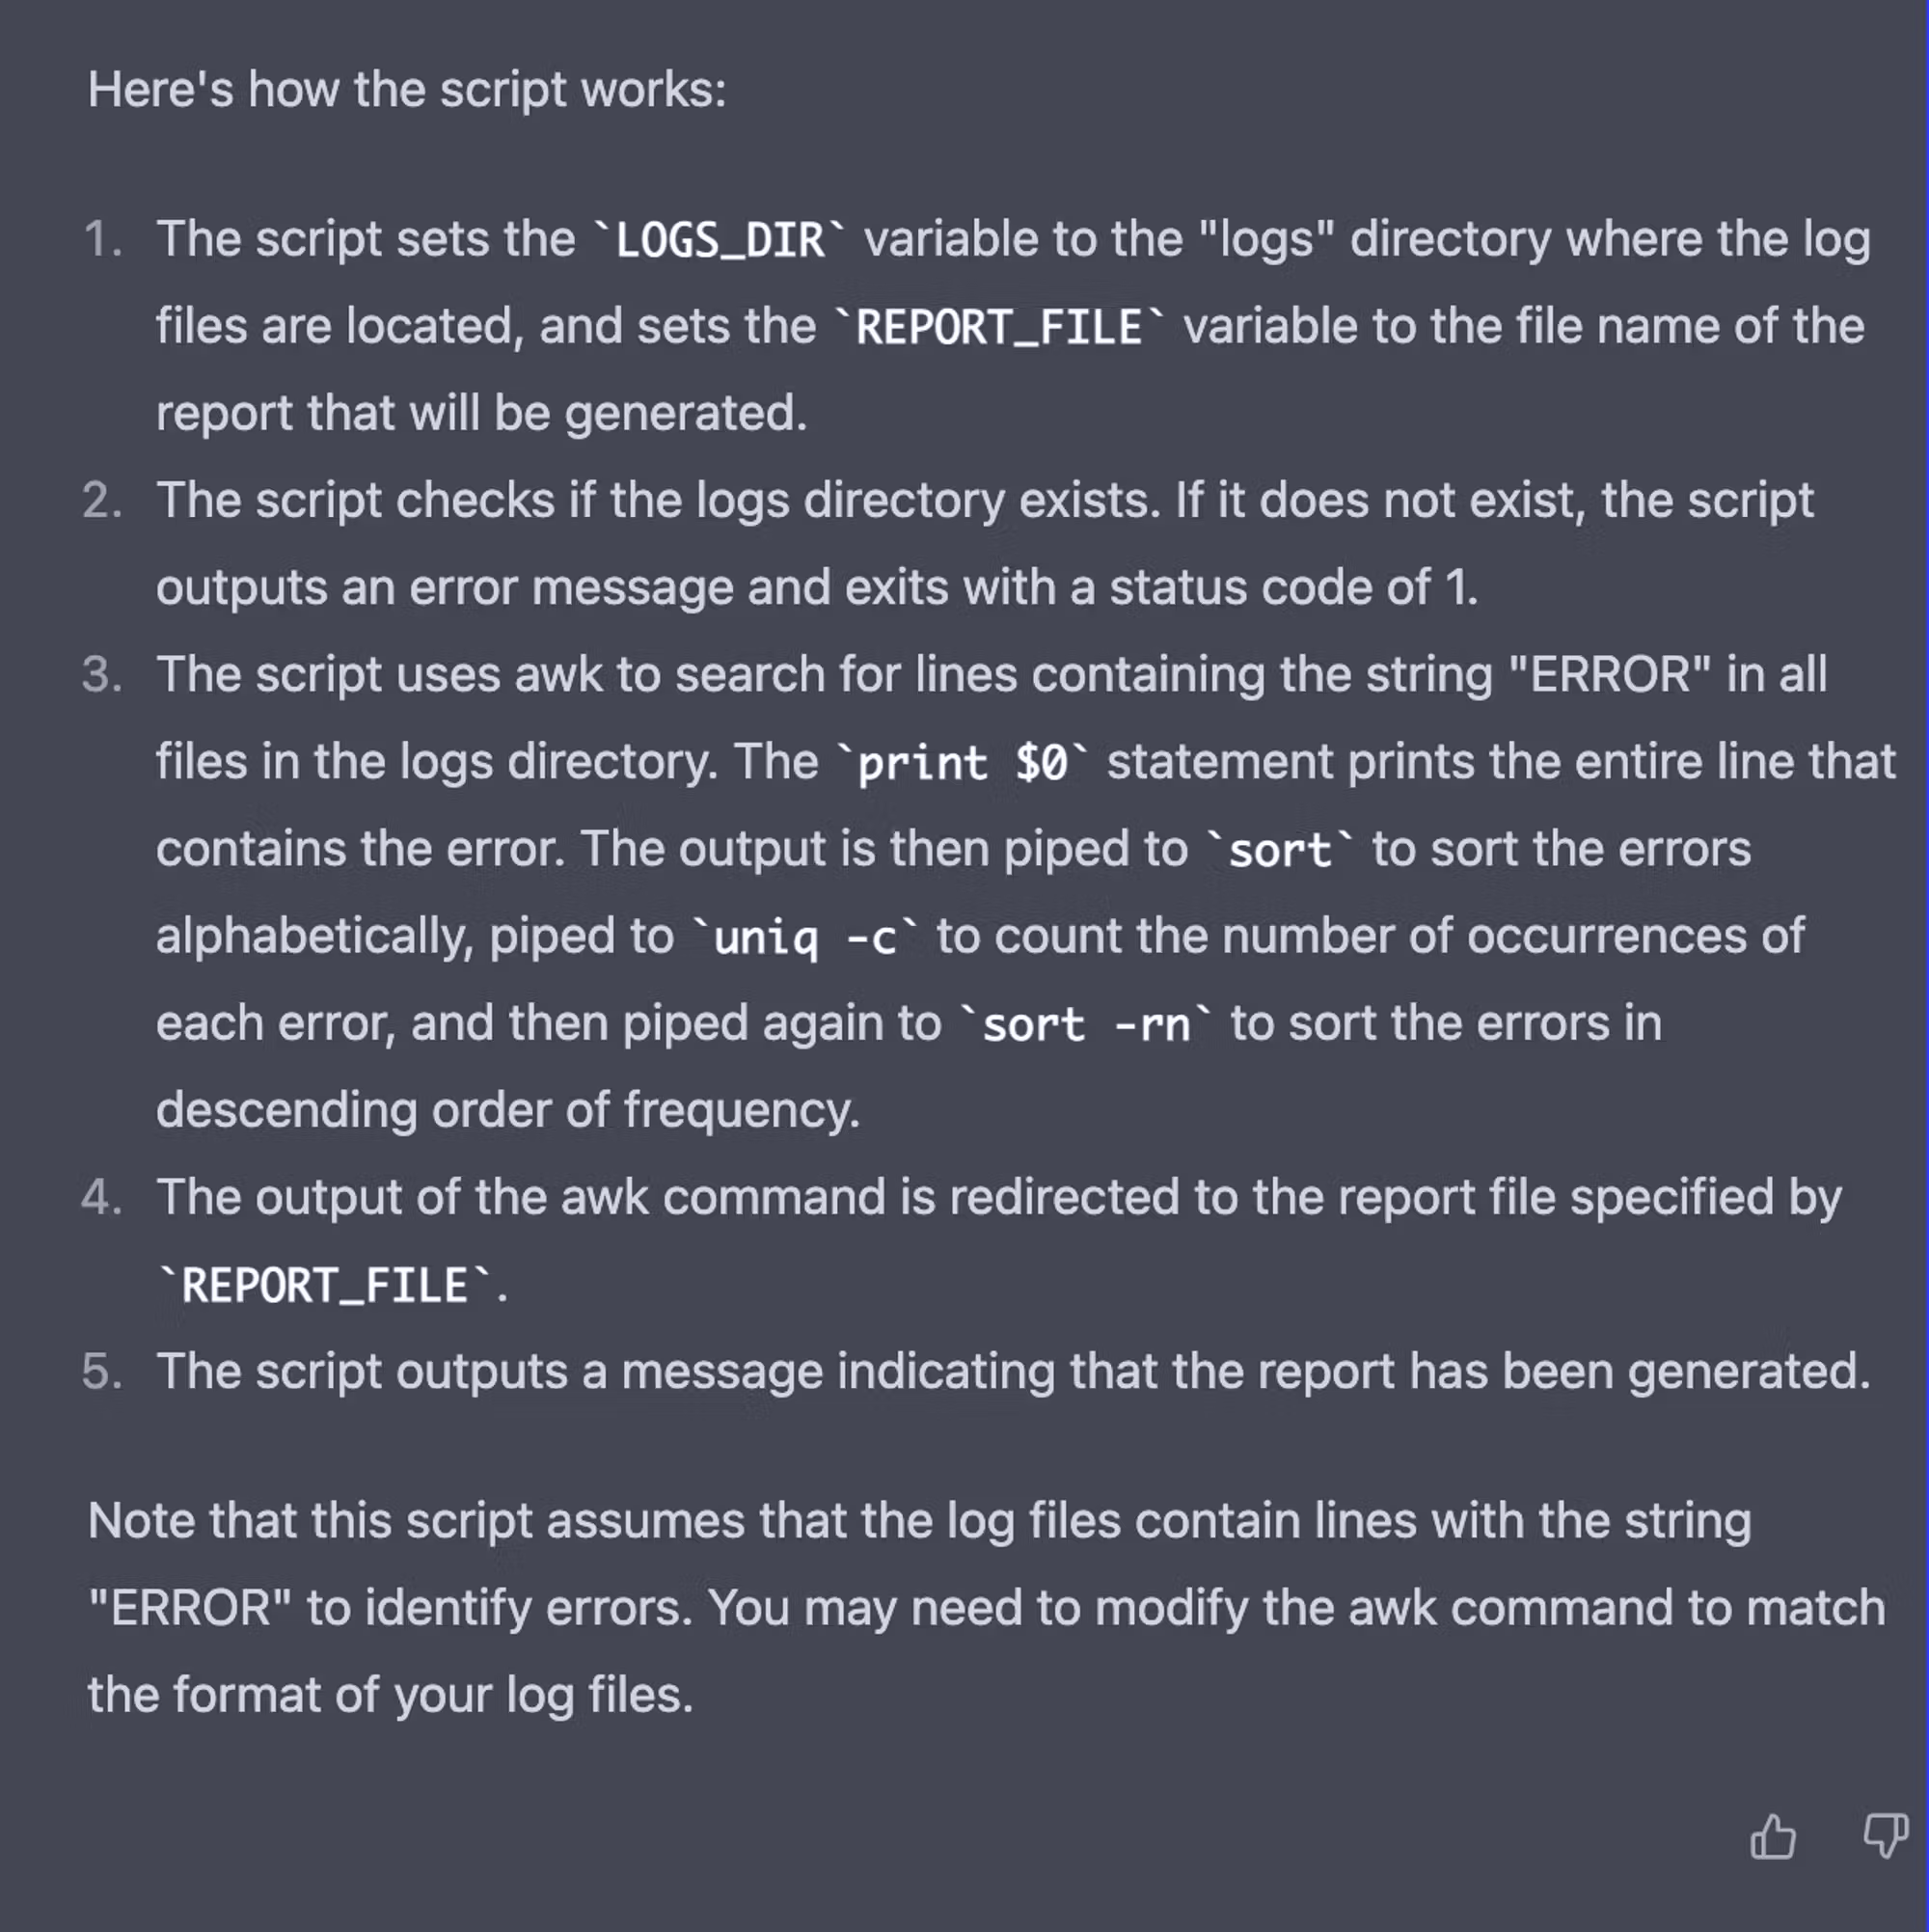 Here's how the script works:
1. The script sets the `LOGS_DIR` variable to the "logs" directory where the log
files are located, and sets the `REPORT_FILE` variable to the file name of the
report that will be generated.
2. The script checks if the logs directory exists. If it does not exist, the script
outputs an error message and exits with a status code of 1.
3. The script uses awk to search for lines containing the string "ERROR" in all
files in the logs directory. The `print $0` statement prints the entire line that
contains the error. The output is then piped to `sort` to sort the errors
alphabetically, piped to `uniq -c` to count the number of occurrences of
each error, and then piped again to `sort -rn` to sort the errors in
descending order of frequency.
4. The output of the awk command is redirected to the report file specified by
`REPORT_FILE`.
5. The script outputs a message indicating that the report has been generated.
Note that this script assumes that the log files contain lines with the string
"ERROR" to identify errors. You may need to modify the awk command to match
the format of your log files.